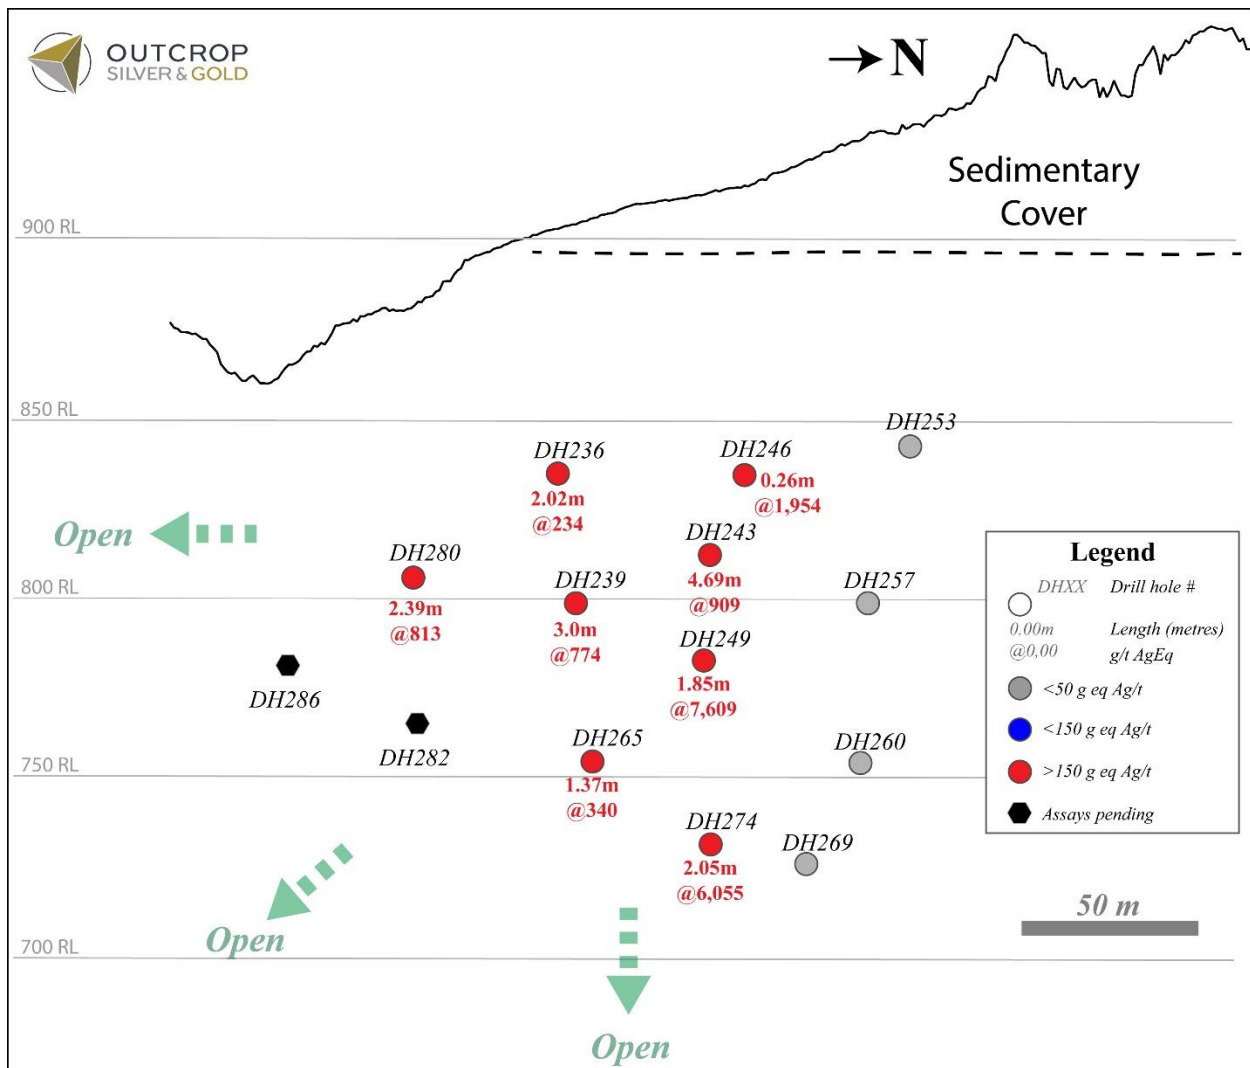 OUTCROP
SILVER & GOLD
N
Sedimentary
Cover
900 RL
850 RL
DH253
DH236
DH246
2.02m
@234
0.26m
@1,954
Open
DH243
DH280
DH239
DH257
800 RL
4.69m
@909
2.39m
@813
3.0m
@774
DH249
1.85m
@7,609
DH286
DH282
DH265
DH260
750 RL
1.37m
@340
DH274
DH269
2.05m
@6,055
Open
700 RL
Open
Legend
DHXX Drill hole #
0.00m Length (metres)
@0,00 g/t AgEq
<50 g eq Ag/t
<150 g eq Ag/t
>150 g eq Ag/t
Assays pending
50 m